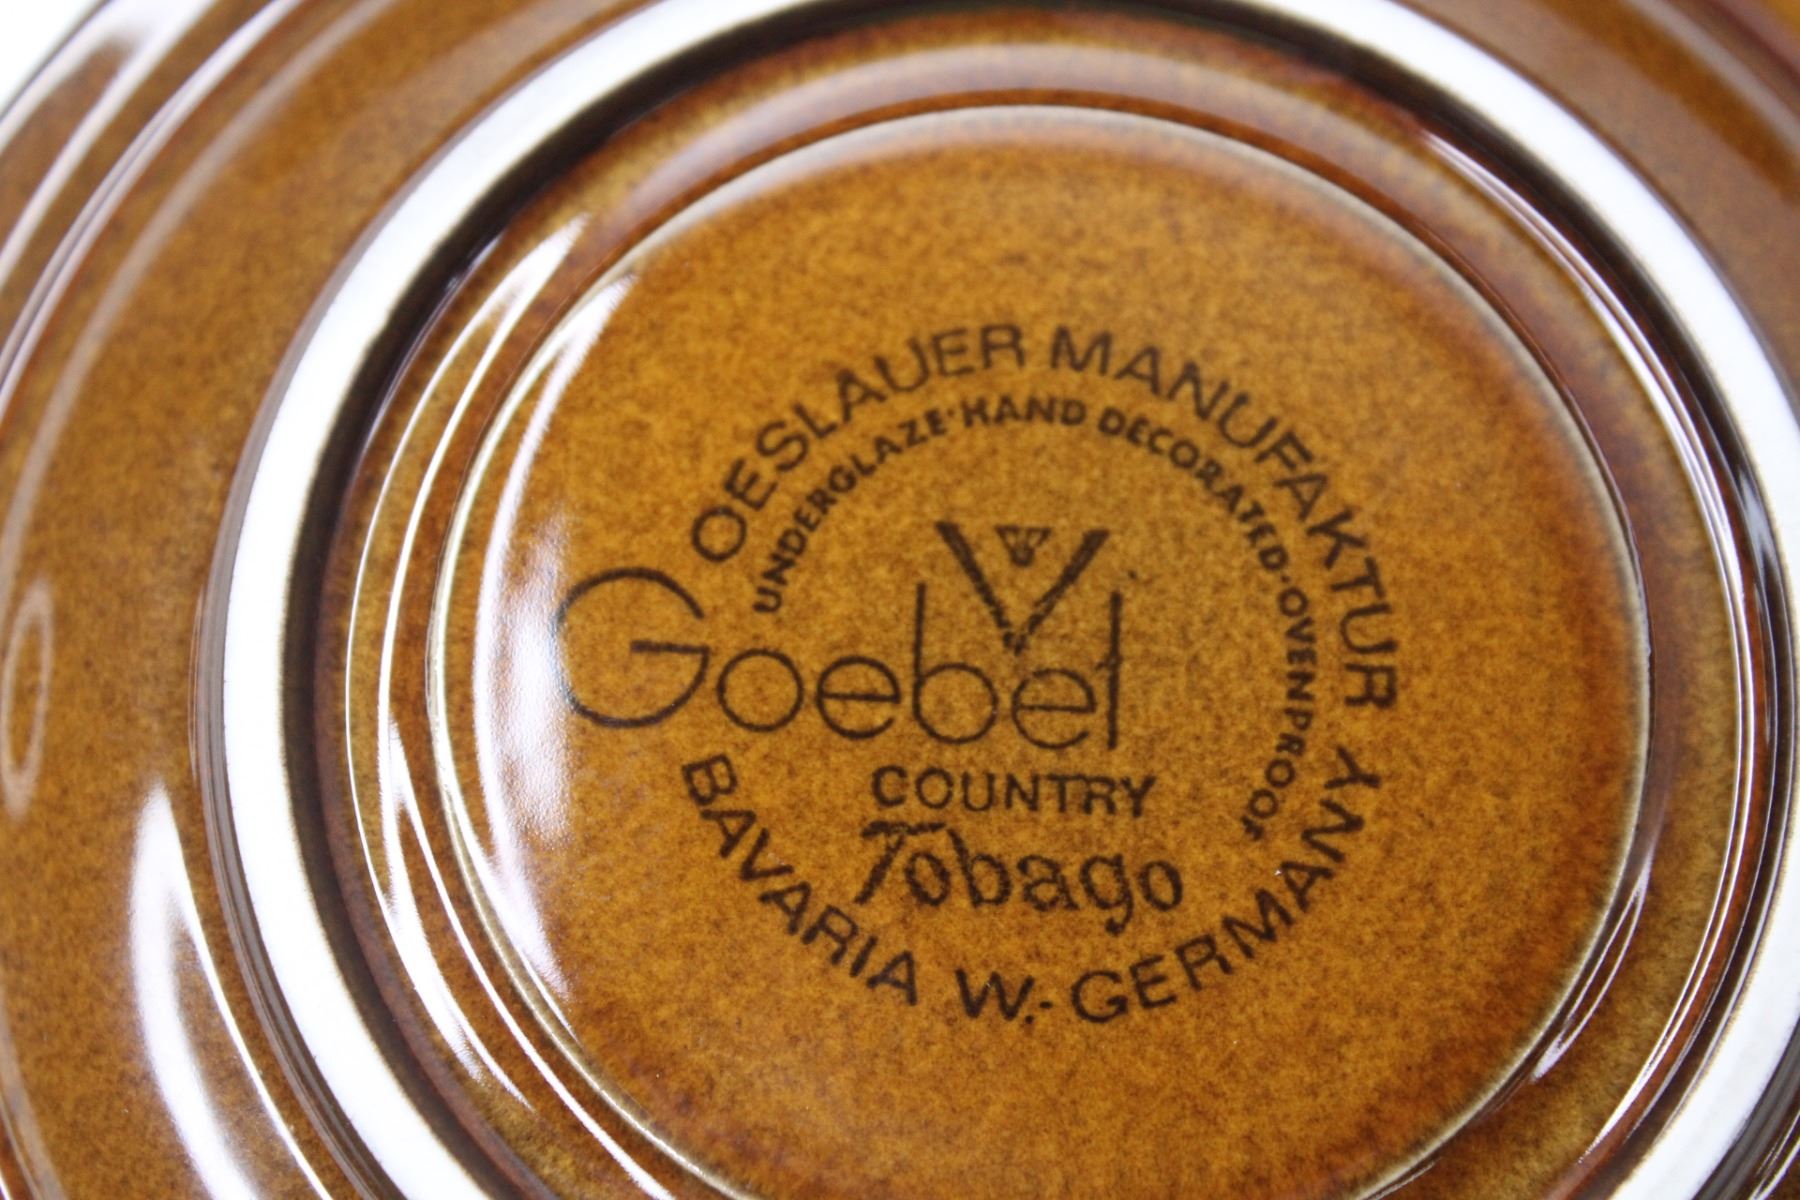 OESLAUER MANUFAKTUR
UNDERGLAZE·HAND DECORATED·OVENPROOF
Goebel
COUNTRY
Tobago
BAVARIA W.-GERMANY